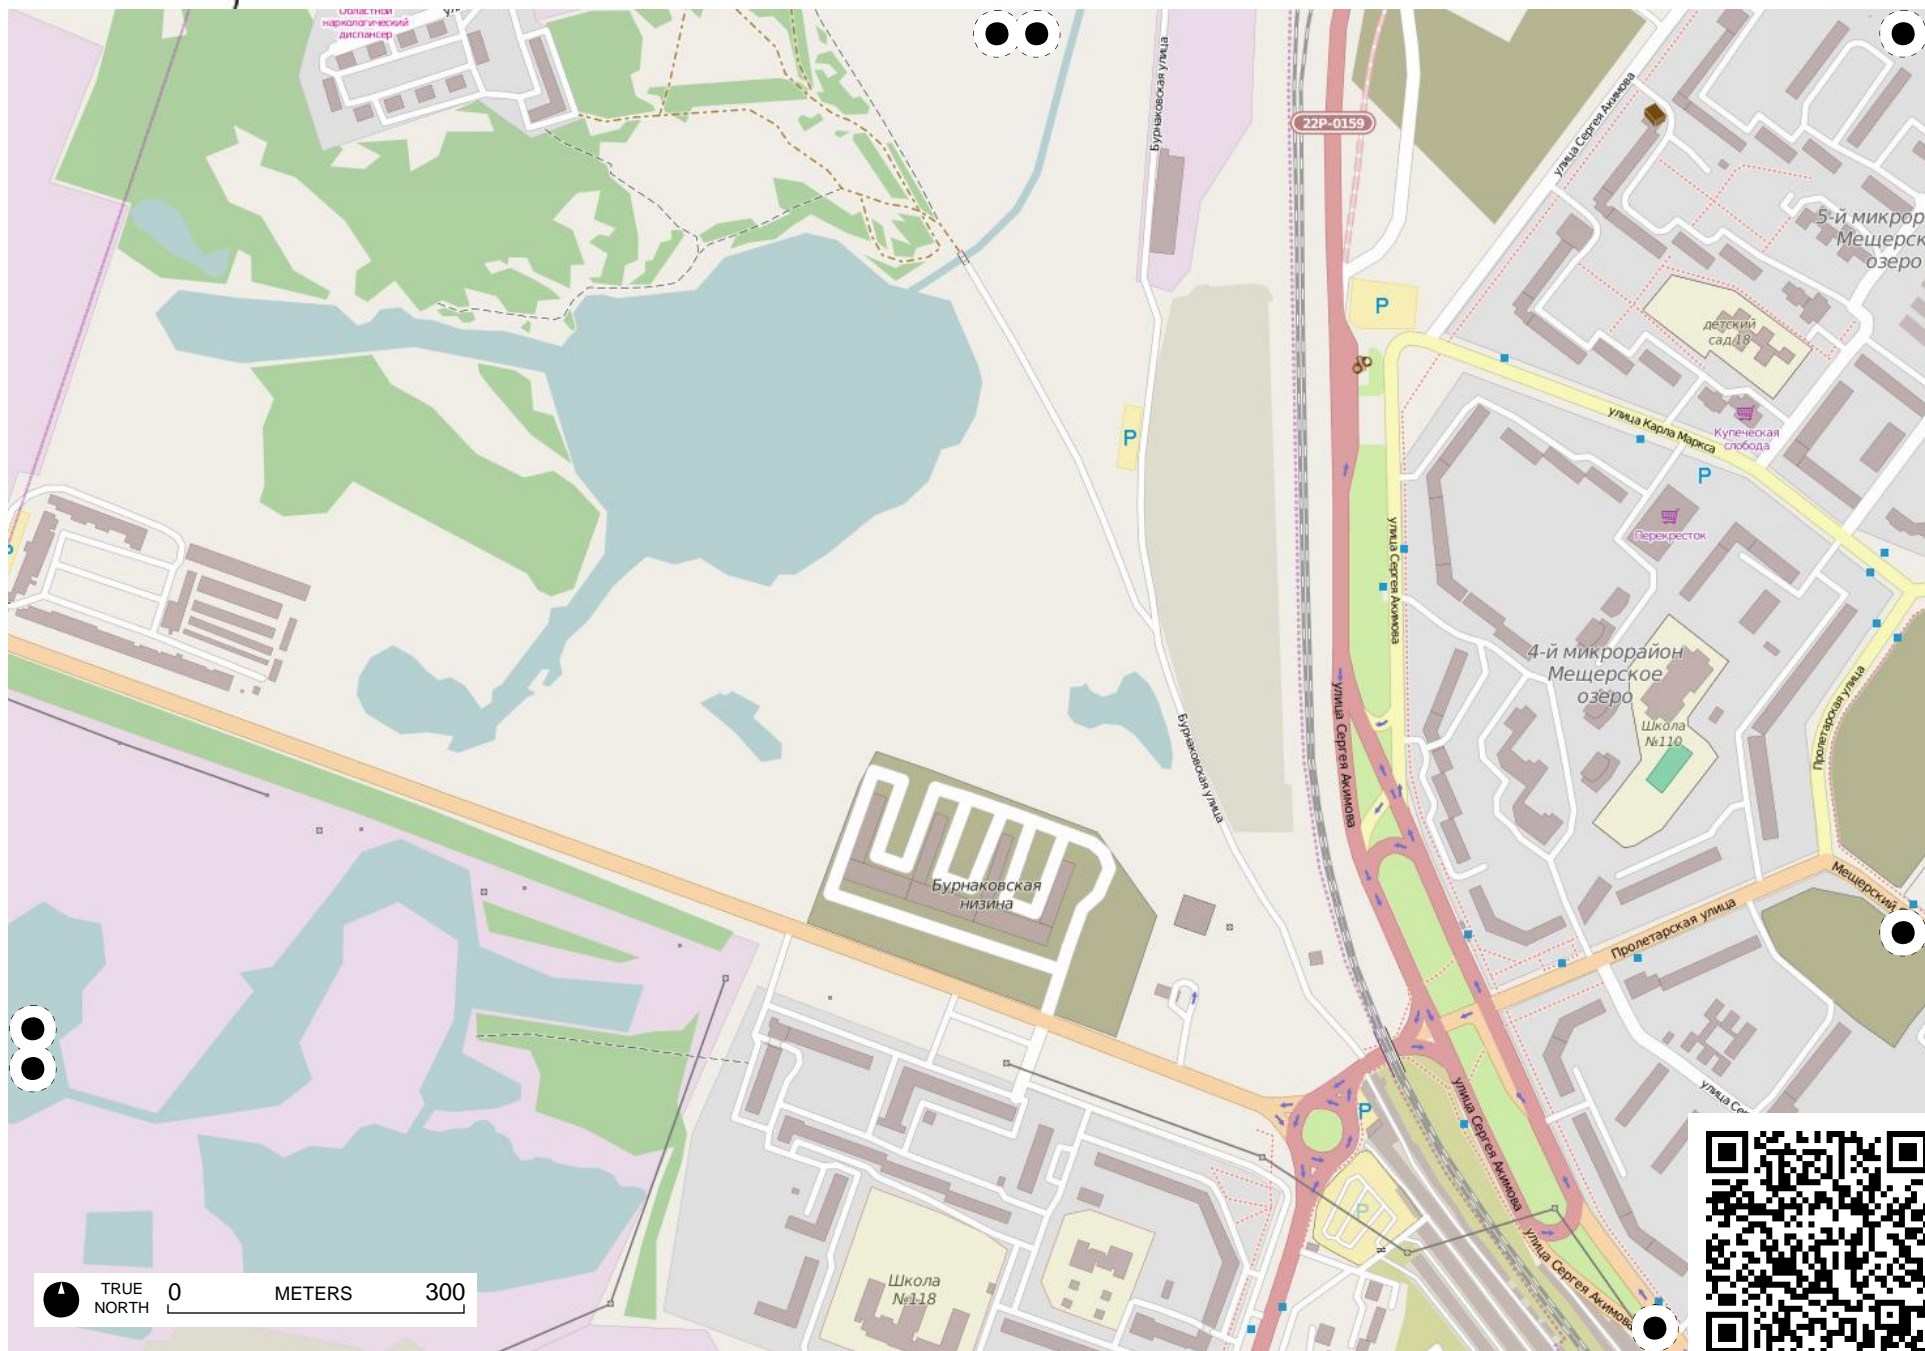 Областной
наркологический
диспансер
Бурнаковская улица
22Р-0159
улица Сергея Акимова
5-й микрор
Мещерск
озеро
P
детский
сад 18
улица Карла Маркса
Купеческая
слобода
P
P
Перекресток
улица Сергея Акимова
4-й микрорайон
Мещерское
озеро
Школа
№110
Пролетарская улица
улица Сергея Акимова
Бурнаковская улица
Бурнаковская
низина
Мещерский
Пролетарская улица
улица Сер
P
улица Сергея Акимова
P
улица Сергея Акимова
Школа
№118
TRUE
NORTH
0 METERS 300